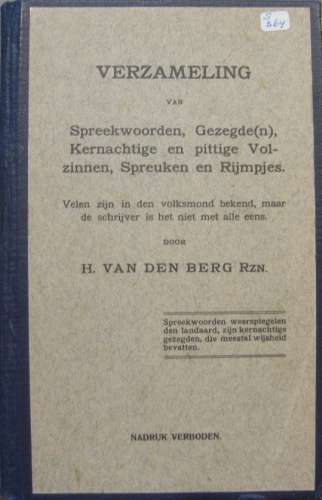 VERZAMELING
VAN
Spreekwoorden, Gezegde(n),
Kernachtige en pittige Vol-
zinnen, Spreuken en Rijmpjes.
Velen zijn in den volksmond bekend, maar
de schrijver is het niet met alle eens.
DOOR
H. VAN DEN BERG RZN.
Spreekwoorden weerspiegelen
den landaard, zijn kernachtige
gezegden, die meestal wijsheid
bevatten.
NADRUK VERBODEN.